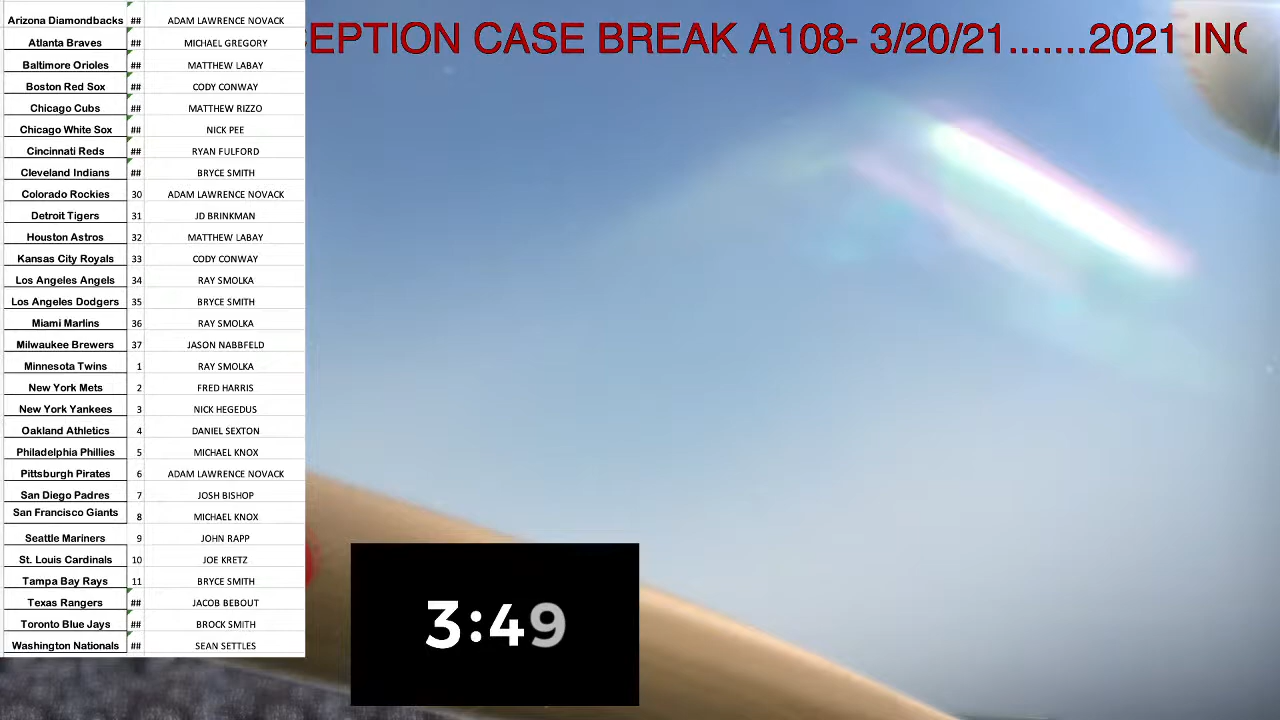 EPTION CASE BREAK A108- 3/20/21.......2021 INC
Arizona Diamondbacks ## ADAM LAWRENCE NOVACK
Atlanta Braves ## MICHAEL GREGORY
Baltimore Orioles ## MATTHEW LABAY
Boston Red Sox ## CODY CONWAY
Chicago Cubs ## MATTHEW RIZZO
Chicago White Sox ## NICK PEE
Cincinnati Reds ## RYAN FULFORD
Cleveland Indians ## BRYCE SMITH
Colorado Rockies 30 ADAM LAWRENCE NOVACK
Detroit Tigers 31 JD BRINKMAN
Houston Astros 32 MATTHEW LABAY
Kansas City Royals 33 CODY CONWAY
Los Angeles Angels 34 RAY SMOLKA
Los Angeles Dodgers 35 BRYCE SMITH
Miami Marlins 36 RAY SMOLKA
Milwaukee Brewers 37 JASON NABBFELD
Minnesota Twins 1 RAY SMOLKA
New York Mets 2 FRED HARRIS
New York Yankees 3 NICK HEGEDUS
Oakland Athletics 4 DANIEL SEXTON
Philadelphia Phillies 5 MICHAEL KNOX
Pittsburgh Pirates 6 ADAM LAWRENCE NOVACK
San Diego Padres 7 JOSH BISHOP
San Francisco Giants 8 MICHAEL KNOX
Seattle Mariners 9 JOHN RAPP
St. Louis Cardinals 10 JOE KRETZ
Tampa Bay Rays 11 BRYCE SMITH
Texas Rangers ## JACOB BEBOUT
Toronto Blue Jays ## BROCK SMITH
Washington Nationals ## SEAN SETTLES
3:49